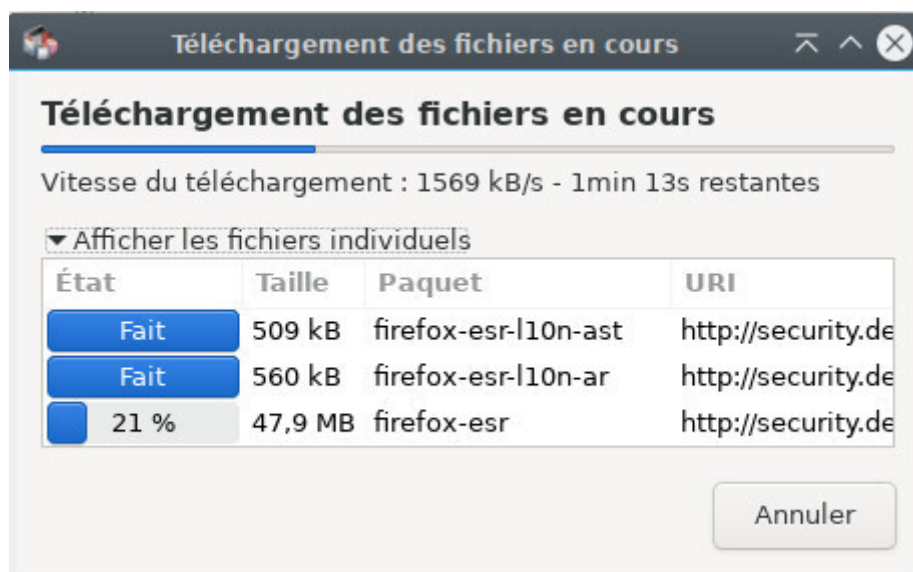 Téléchargement des fichiers en cours
Téléchargement des fichiers en cours
Vitesse du téléchargement : 1569 kB/s - 1min 13s restantes
Afficher les fichiers individuels
État Taille Paquet URI
Fait 509 kB firefox-esr-l10n-ast http://security.de
Fait 560 kB firefox-esr-l10n-ar http://security.de
21 % 47,9 MB firefox-esr http://security.de
Annuler